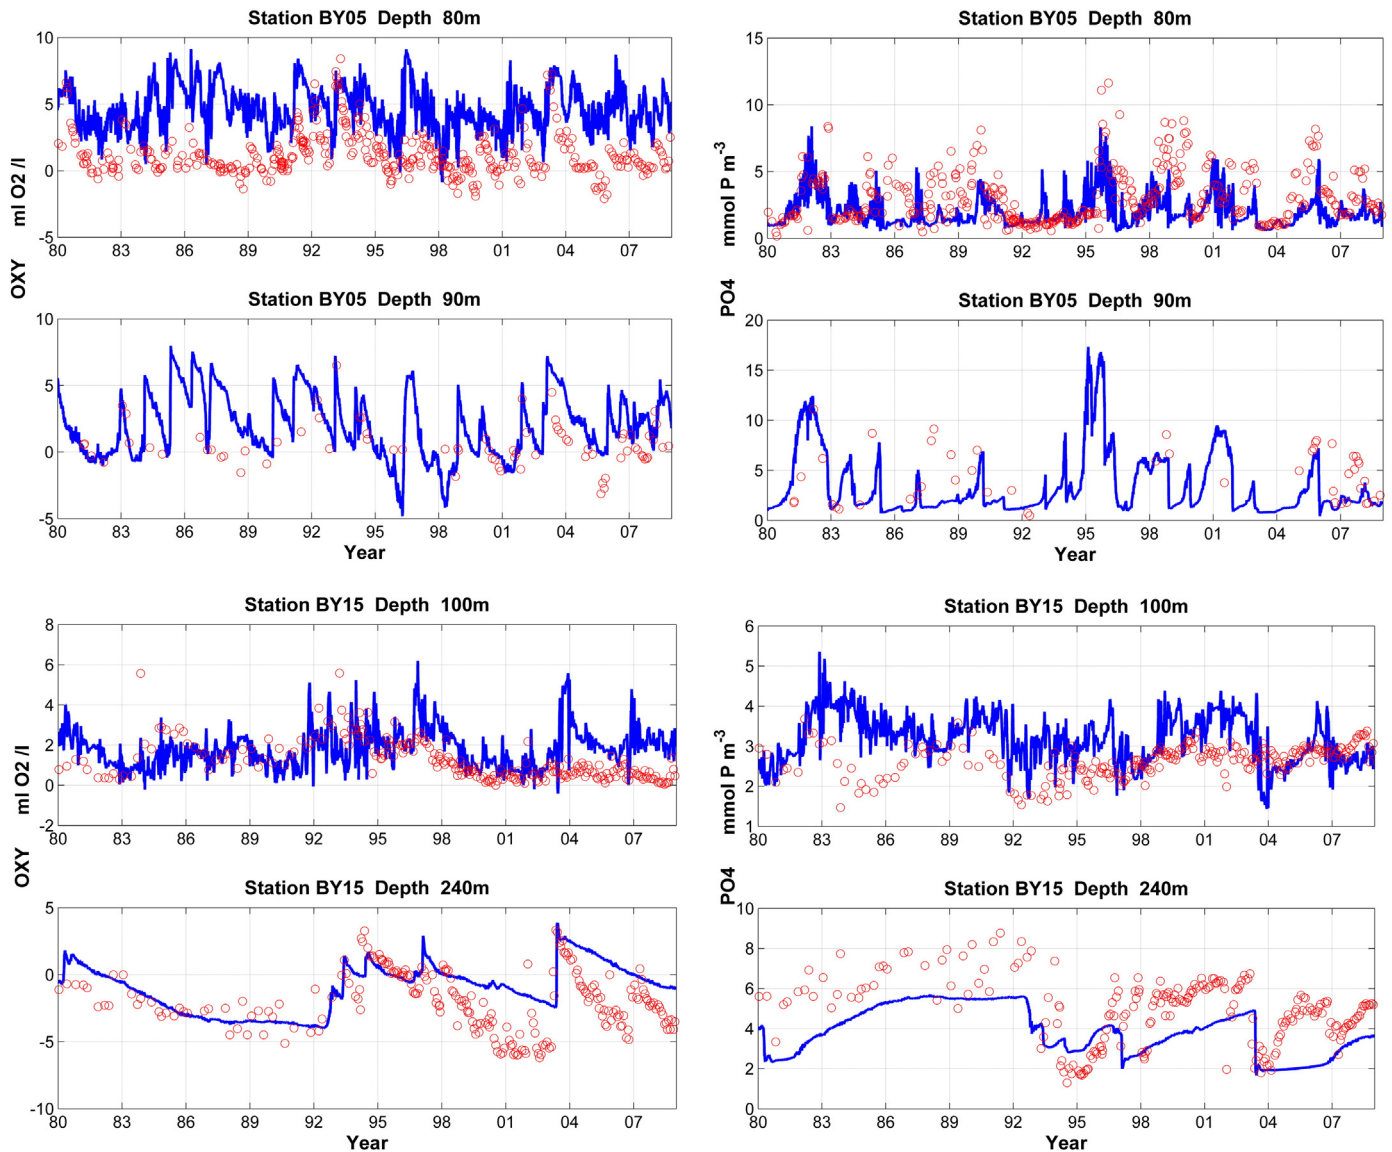 Station BY05 Depth 80m
10
5
0
-5
80 83 86 89 92 95 98 01 04 07
ml O2 /l
OXY
Station BY05 Depth 90m
10
5
0
-5
80 83 86 89 92 95 98 01 04 07
Year
Station BY05 Depth 80m
15
10
5
0
80 83 86 89 92 95 98 01 04 07
mmol P m-3
PO4
Station BY05 Depth 90m
20
15
10
5
0
80 83 86 89 92 95 98 01 04 07
Year
Station BY15 Depth 100m
8
6
4
2
0
-2
80 83 86 89 92 95 98 01 04 07
ml O2 /l
OXY
Station BY15 Depth 240m
5
0
-5
-10
80 83 86 89 92 95 98 01 04 07
Year
Station BY15 Depth 100m
6
5
4
3
2
1
80 83 86 89 92 95 98 01 04 07
mmol P m-3
PO4
Station BY15 Depth 240m
10
8
6
4
2
0
80 83 86 89 92 95 98 01 04 07
Year